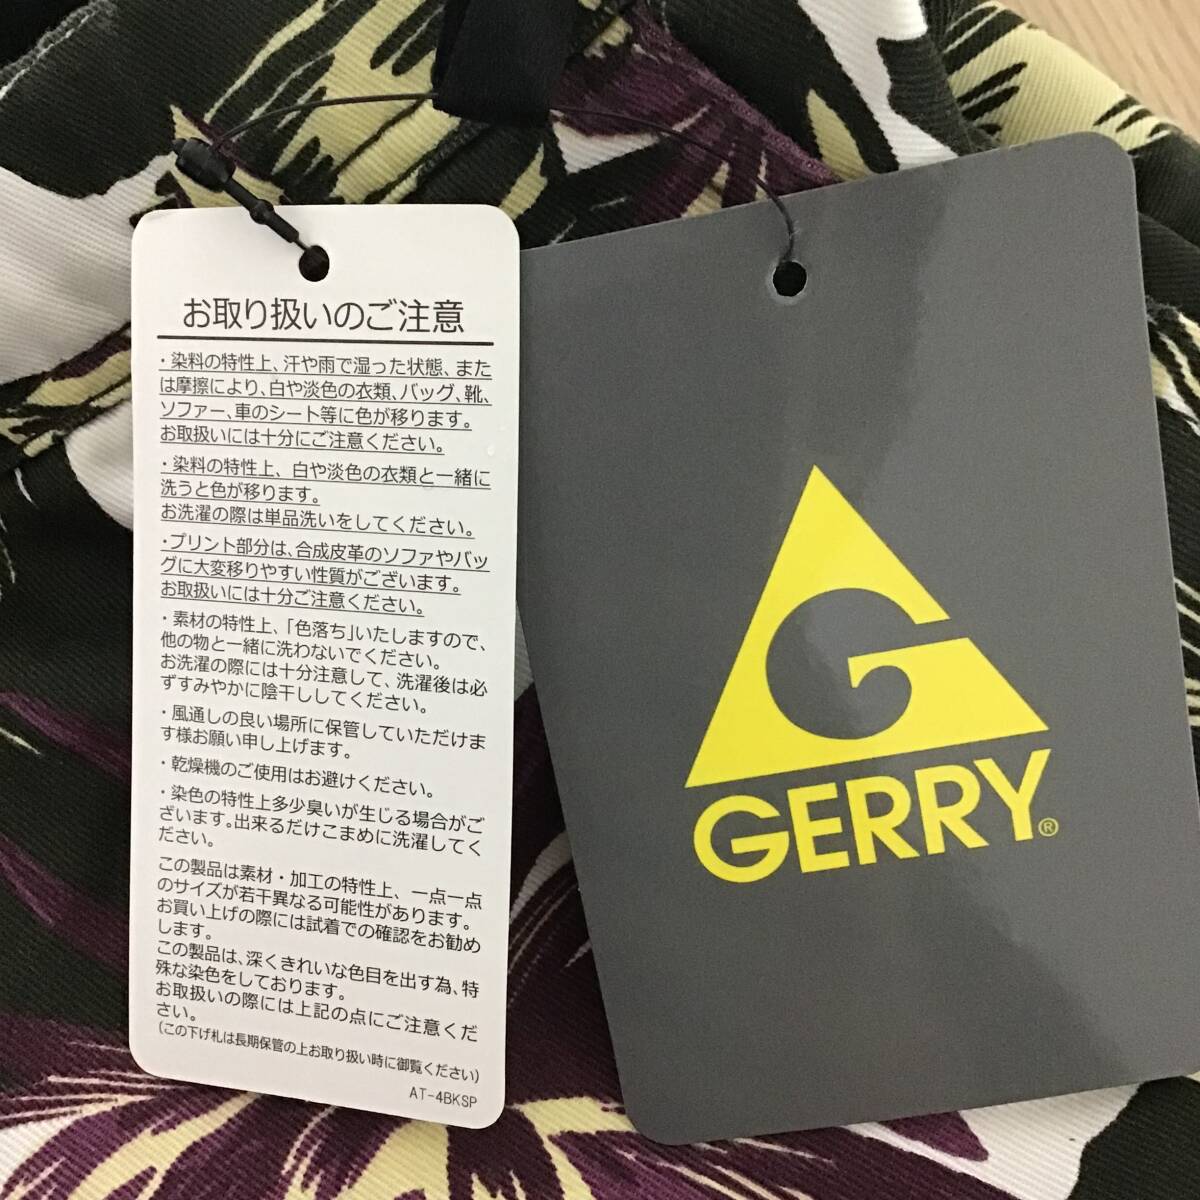 お取り扱いのご注意
・染料の特性上、汗や雨で湿った状態、また
は摩擦により、白や淡色の衣類、バッグ、靴、
ソファー、車のシート等に色が移ります。
お取扱いには十分にご注意ください。
・染料の特性上、白や淡色の衣類と一緒に
洗うと色が移ります。
お洗濯の際は単品洗いをしてください。
・プリント部分は、合成皮革のソファやバッ
グに大変移りやすい性質がございます。
お取扱いには十分ご注意ください。
・素材の特性上、「色落ち」いたしますので、
他の物と一緒に洗わないでください。
お洗濯の際には十分注意して、洗濯後は必
ずすみやかに陰干ししてください。
・風通しの良い場所に保管していただけま
す様お願い申し上げます。
・乾燥機のご使用はお避けください。
・染色の特性上多少臭いが生じる場合がご
ざいます。出来るだけこまめに洗濯してく
ださい。
この製品は素材・加工の特性上、一点一点
のサイズが若干異なる可能性があります。
お買い上げの際には試着での確認をお勧め
します。
この製品は、深くきれいな色目を出す為、特
殊な染色をしております。
お取扱いの際には上記の点にご注意くだ
さい。
(この下げ札は長期保管の上お取り扱い時に御覧ください)
AT-4BKSP
G
GERRY®